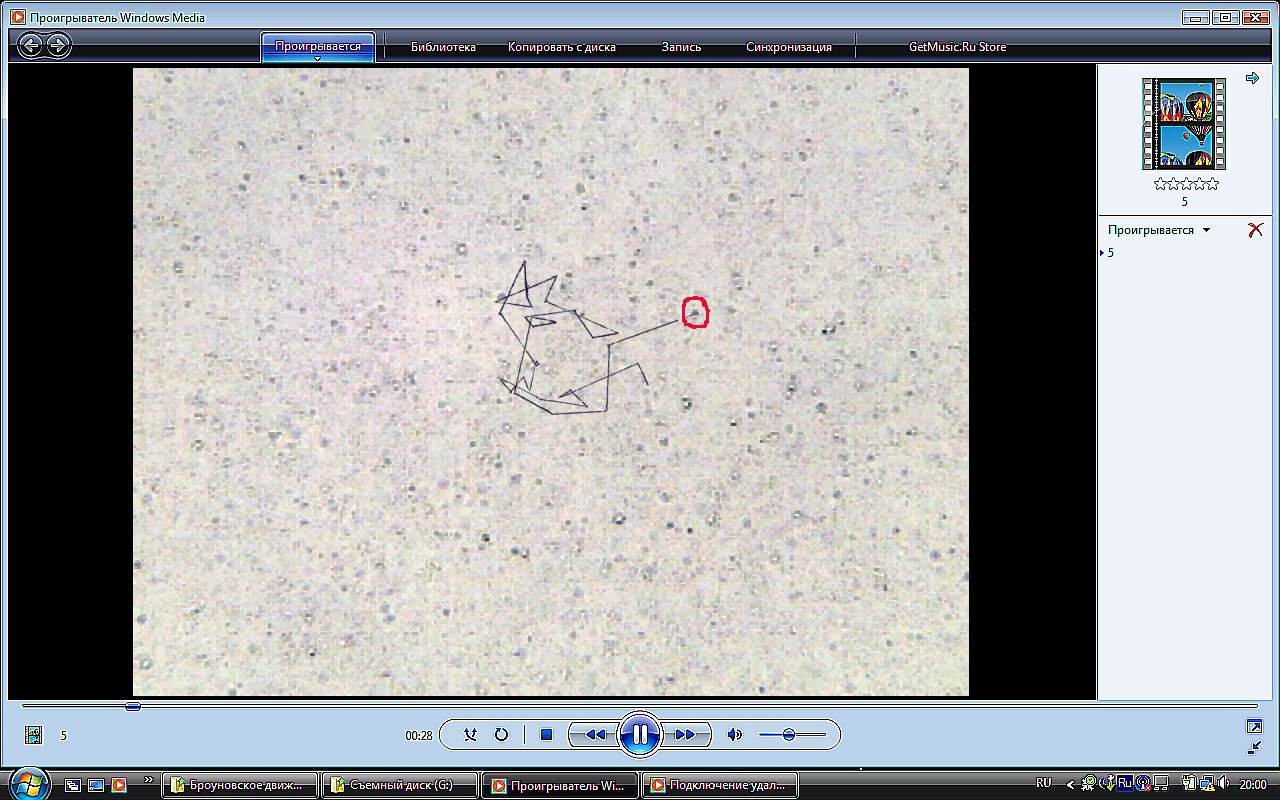 Проигрыватель Windows Media
Проигрывается Библиотека Копировать с диска Запись Синхронизация GetMusic.Ru Store
5
Проигрывается
5
5 00:28
Броуновское движ... Съемный диск (G:) Проигрыватель Wi... Подключение удал... RU Ru 20:00